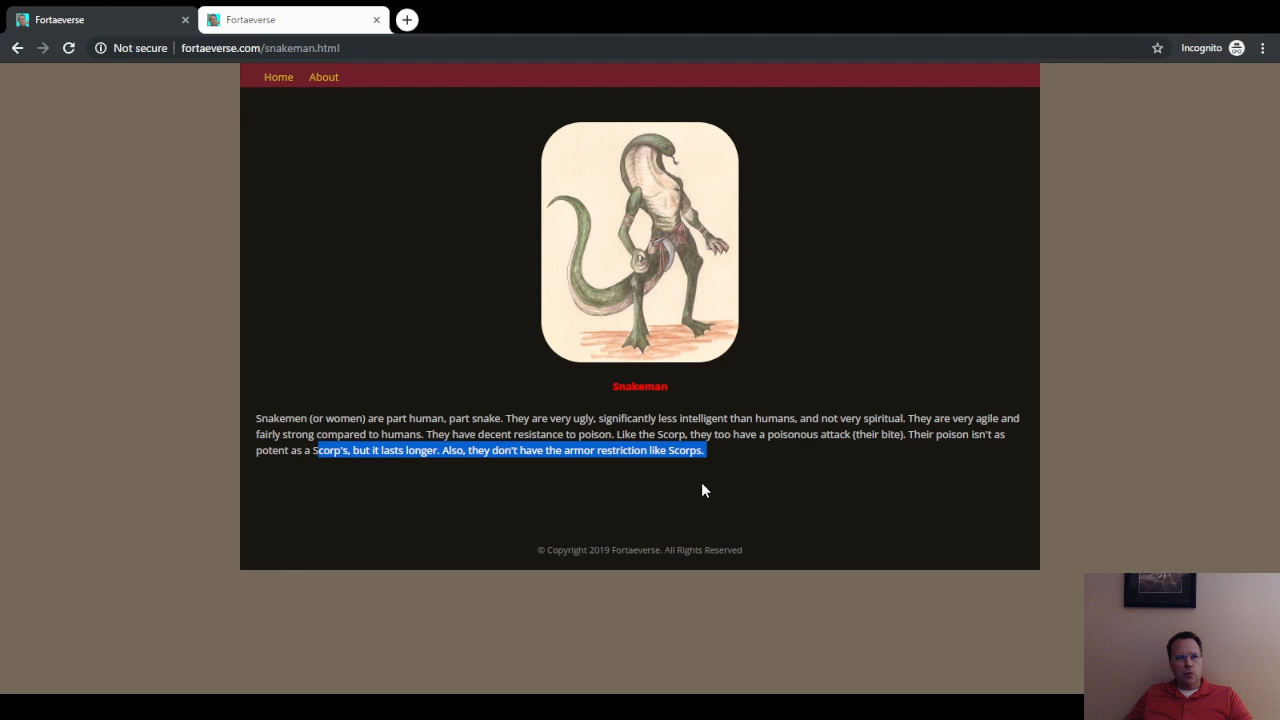 Fortaeverse
Fortaeverse
Not secure fortaeverse.com/snakeman.html
Incognito
Home About
Snakeman
Snakemen (or women) are part human, part snake. They are very ugly, significantly less intelligent than humans, and not very spiritual. They are very agile and
fairly strong compared to humans. They have decent resistance to poison. Like the Scorp, they too have a poisonous attack (their bite). Their poison isn't as
potent as a Scorp's, but it lasts longer. Also, they don't have the armor restriction like Scorps.
© Copyright 2019 Fortaeverse. All Rights Reserved